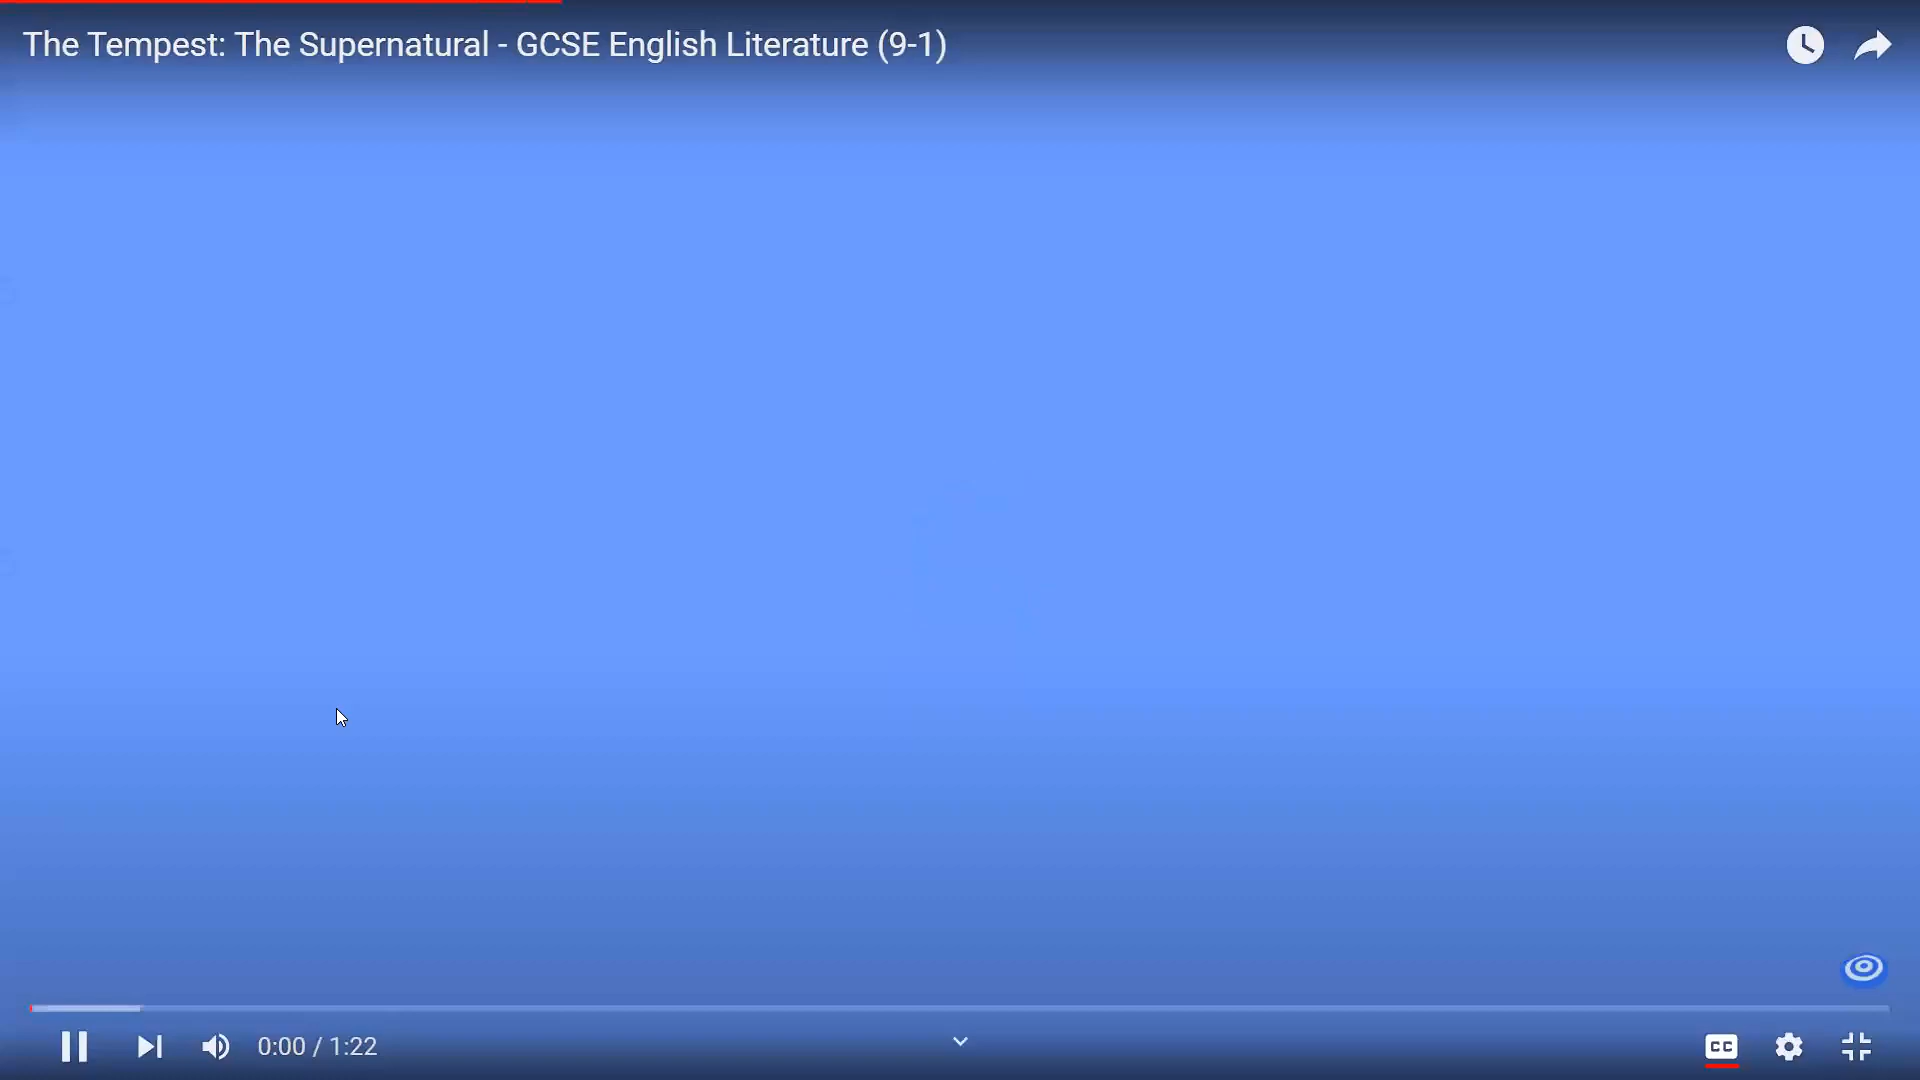 The Tempest: The Supernatural - GCSE English Literature (9-1)
0:00 / 1:22
CC